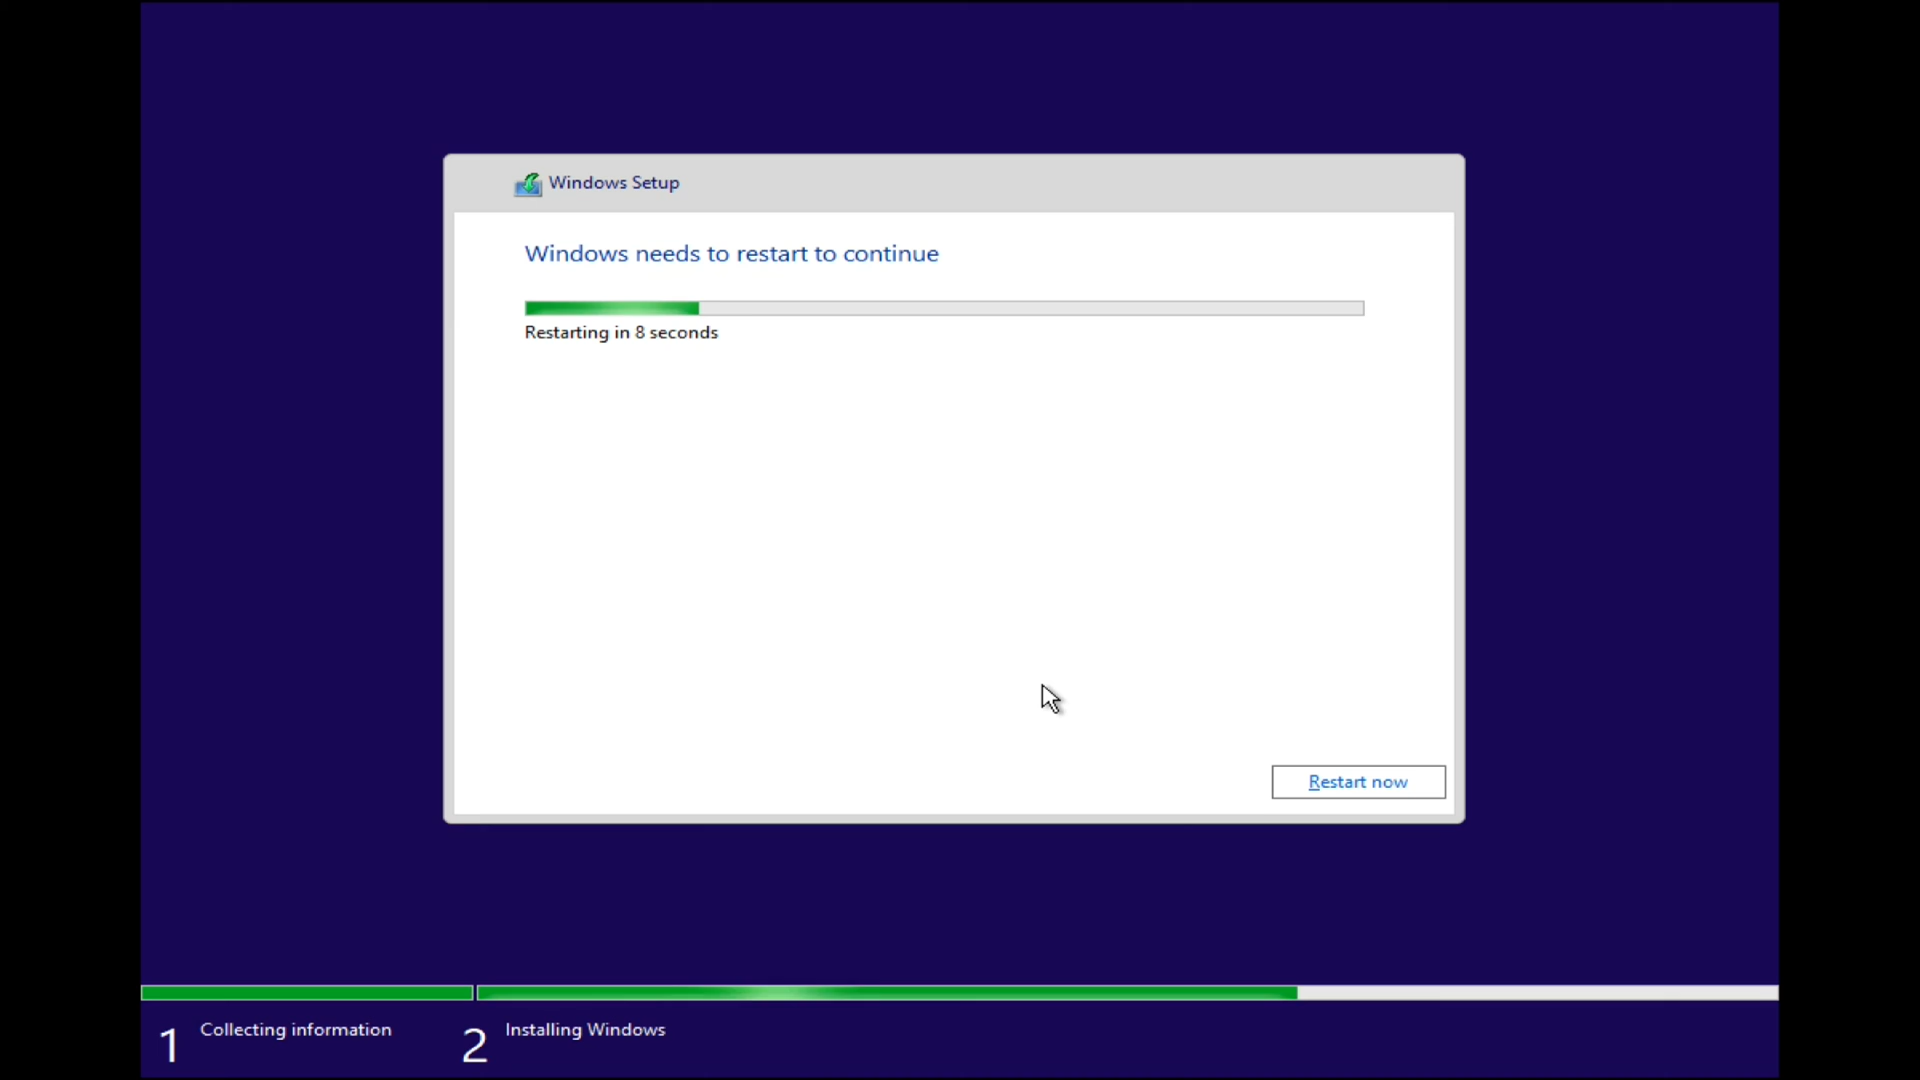 Windows Setup
Windows needs to restart to continue
Restarting in 8 seconds
Restart now
1 Collecting information
2 Installing Windows